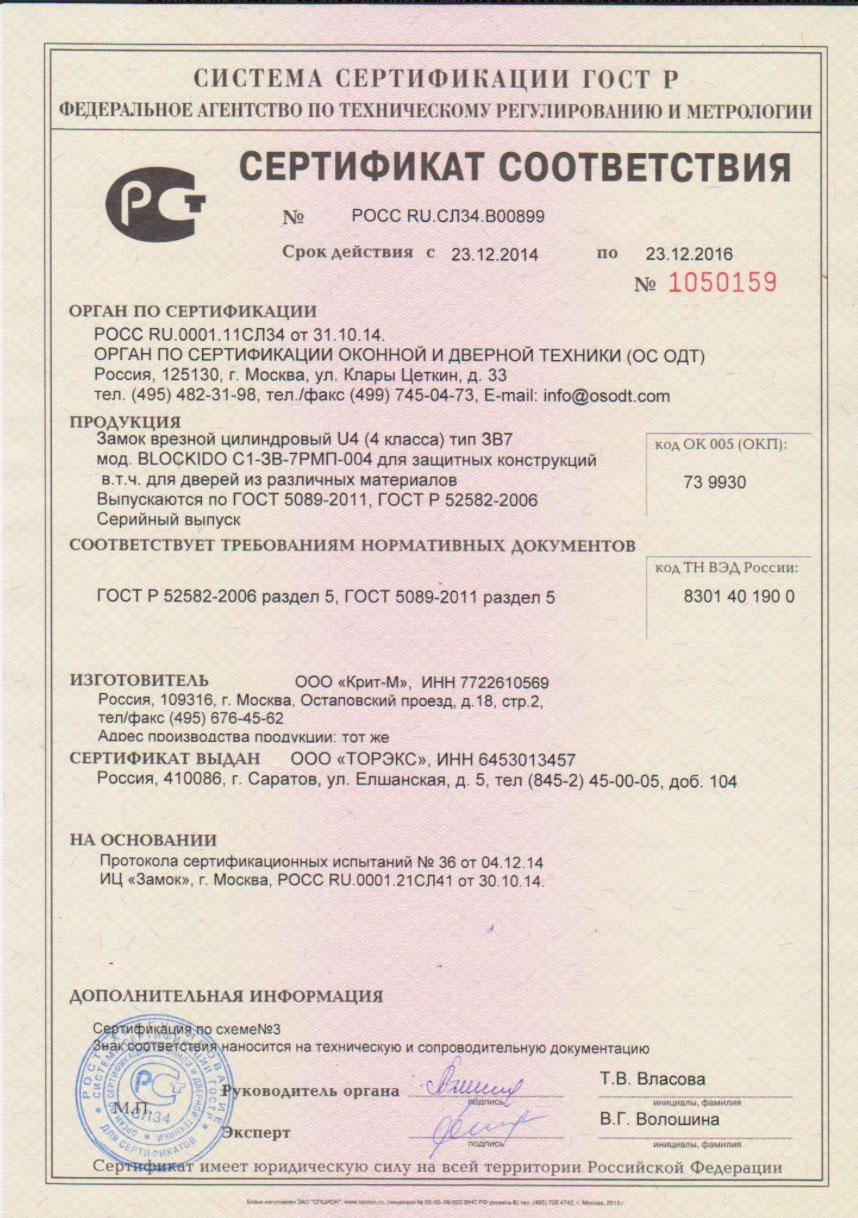 СИСТЕМА СЕРТИФИКАЦИИ ГОСТ Р
ФЕДЕРАЛЬНОЕ АГЕНТСТВО ПО ТЕХНИЧЕСКОМУ РЕГУЛИРОВАНИЮ И МЕТРОЛОГИИ
СЕРТИФИКАТ СООТВЕТСТВИЯ
№ РОСС RU.СЛ34.В00899
Срок действия с 23.12.2014 по 23.12.2016
№ 1050159
ОРГАН ПО СЕРТИФИКАЦИИ
РОСС RU.0001.11СЛ34 от 31.10.14.
ОРГАН ПО СЕРТИФИКАЦИИ ОКОННОЙ И ДВЕРНОЙ ТЕХНИКИ (ОС ОДТ)
Россия, 125130, г. Москва, ул. Клары Цеткин, д. 33
тел. (495) 482-31-98, тел./факс (499) 745-04-73, E-mail: info@osodt.com
ПРОДУКЦИЯ
Замок врезной цилиндровый U4 (4 класса) тип ЗВ7
мод. BLOCKIDO С1-ЗВ-7РМП-004 для защитных конструкций
в.т.ч. для дверей из различных материалов
Выпускаются по ГОСТ 5089-2011, ГОСТ Р 52582-2006
Серийный выпуск
код ОК 005 (ОКП):
73 9930
СООТВЕТСТВУЕТ ТРЕБОВАНИЯМ НОРМАТИВНЫХ ДОКУМЕНТОВ
ГОСТ Р 52582-2006 раздел 5, ГОСТ 5089-2011 раздел 5
код ТН ВЭД России:
8301 40 190 0
ИЗГОТОВИТЕЛЬ ООО «Крит-М», ИНН 7722610569
Россия, 109316, г. Москва, Остаповский проезд, д.18, стр.2,
тел/факс (495) 676-45-62
Адрес производства продукции: тот же
СЕРТИФИКАТ ВЫДАН ООО «ТОРЭКС», ИНН 6453013457
Россия, 410086, г. Саратов, ул. Елшанская, д. 5, тел (845-2) 45-00-05, доб. 104
НА ОСНОВАНИИ
Протокола сертификационных испытаний № 36 от 04.12.14
ИЦ «Замок», г. Москва, РОСС RU.0001.21СЛ41 от 30.10.14.
ДОПОЛНИТЕЛЬНАЯ ИНФОРМАЦИЯ
Сертификация по схеме№3
Знак соответствия наносится на техническую и сопроводительную документацию
Руководитель органа
подпись
Т.В. Власова
инициалы, фамилия
М.П.
СЛ34
ДЛЯ СЕРТИФИКАТОВ
Эксперт
подпись
В.Г. Волошина
инициалы, фамилия
Сертификат имеет юридическую силу на всей территории Российской Федерации